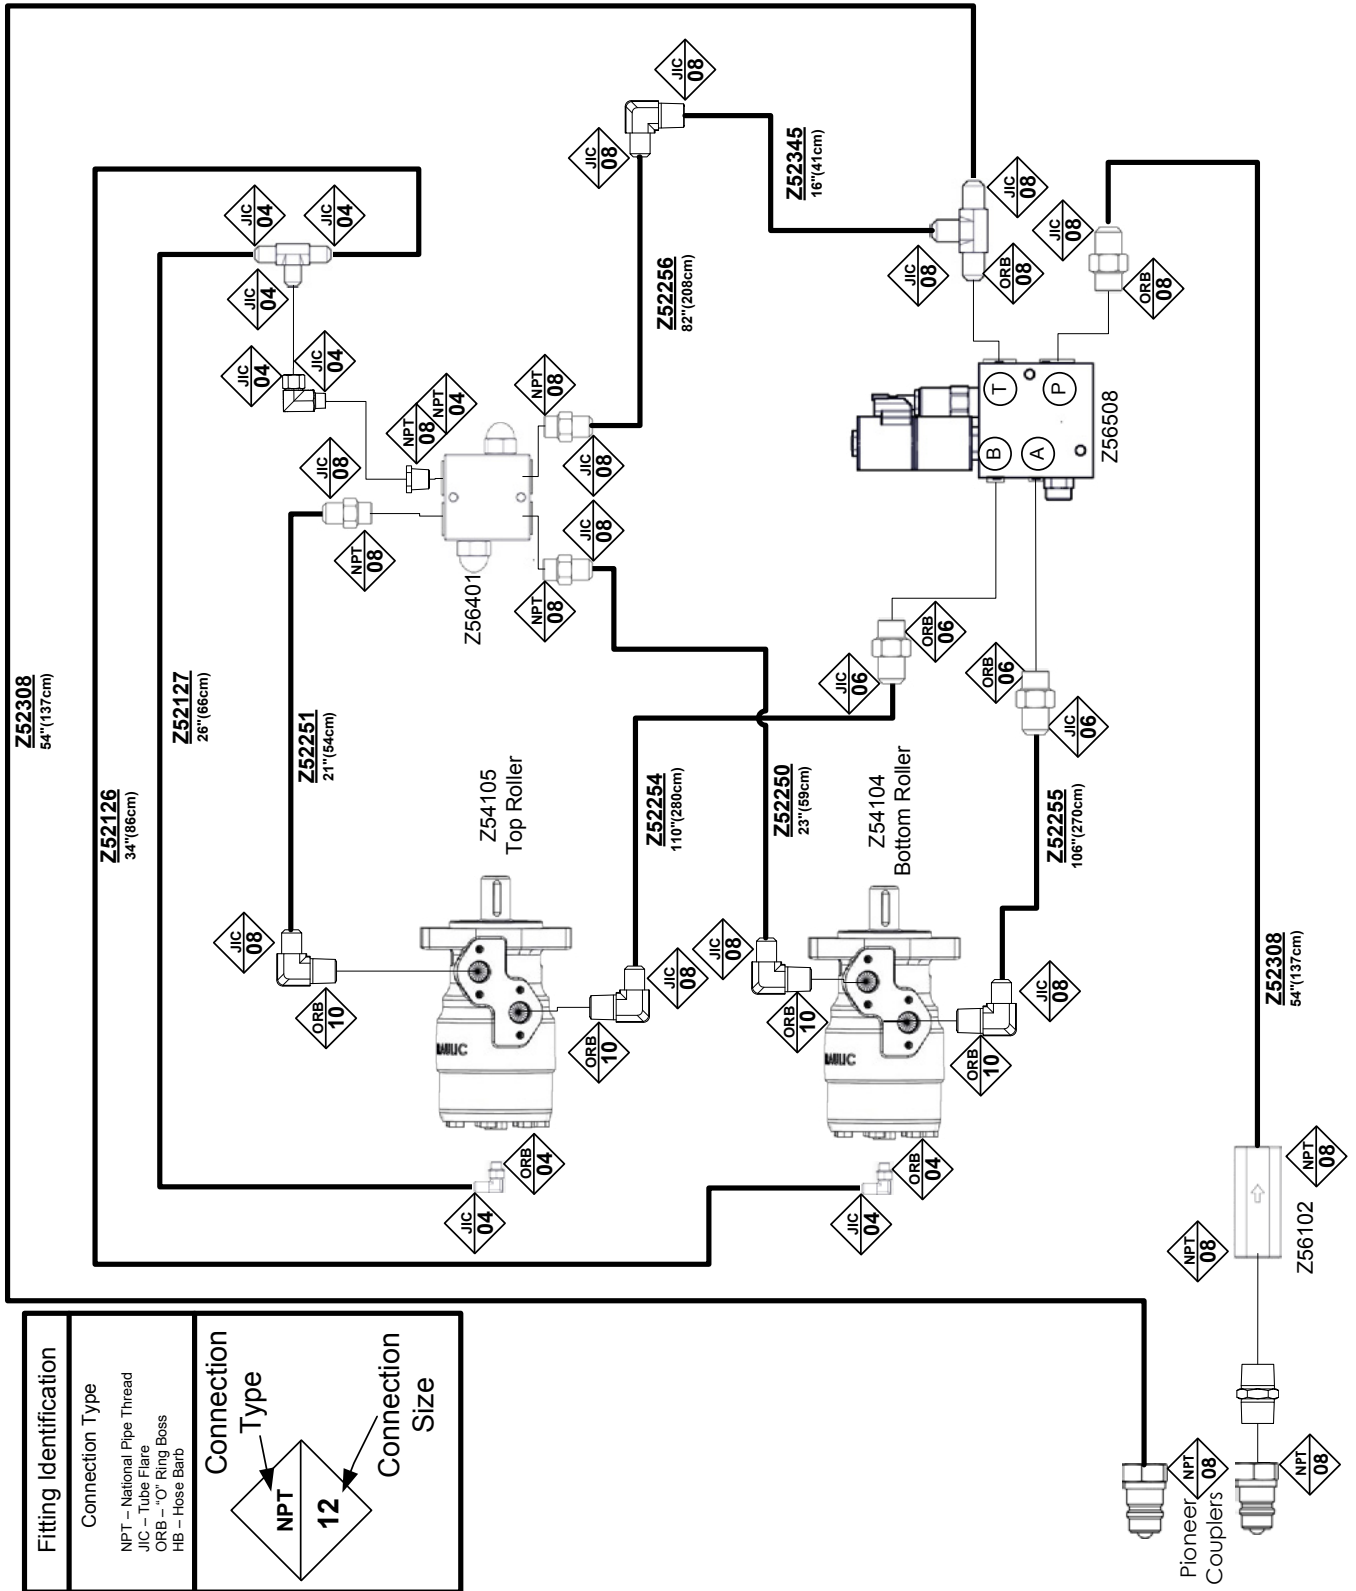 Z52308
54"(137cm)
Z52126
34"(86cm)
Z52127
26"(66cm)
Z52251
21"(54cm)
Z52256
82"(208cm)
Z52345
16"(41cm)
Z52254
110"(280cm)
Z52250
23"(59cm)
Z52255
106"(270cm)
Z52308
54"(137cm)
JIC
04
JIC
04
JIC
04
JIC
04
JIC
04
NPT
08
NPT
04
NPT
08
JIC
08
JIC
08
NPT
08
JIC
08
NPT
08
JIC
08
JIC
08
JIC
08
JIC
08
ORB
08
JIC
08
ORB
08
T
P
B
A
Z56508
Z56401
ORB
06
JIC
06
ORB
06
JIC
06
Z54105
Top Roller
Z54104
Bottom Roller
JIC
08
ORB
10
JIC
08
ORB
10
JIC
08
ORB
10
JIC
08
ORB
10
AULIC
AULIC
ORB
04
JIC
04
ORB
04
JIC
04
NPT
08
NPT
08
Z56102
NPT
08
NPT
08
Pioneer
Couplers
Fitting Identification
Connection Type
NPT – National Pipe Thread
JIC – Tube Flare
ORB – "O" Ring Boss
HB – Hose Barb
Connection
Type
NPT
12
Connection
Size